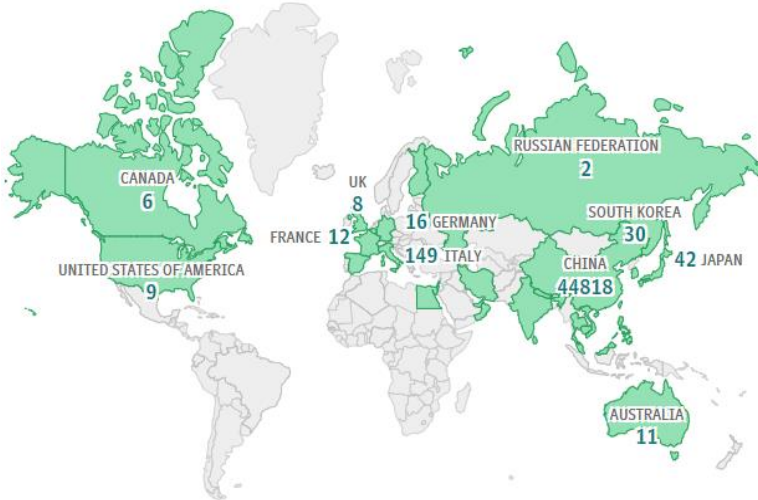 CANADA
6
UK
8
FRANCE 12
16 GERMANY
149 ITALY
UNITED STATES OF AMERICA
9
RUSSIAN FEDERATION
2
SOUTH KOREA
30
CHINA
44818
42 JAPAN
AUSTRALIA
11